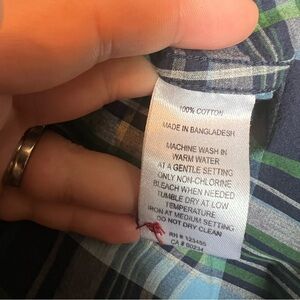 100% COTTON
MADE IN BANGLADESH
MACHINE WASH IN
WARM WATER
AT A GENTLE SETTING
ONLY NON-CHLORINE
BLEACH WHEN NEEDED
TUMBLE DRY AT LOW
TEMPERATURE
IRON AT MEDIUM SETTING
DO NOT DRY CLEAN
RN # 123455
CA # 00234